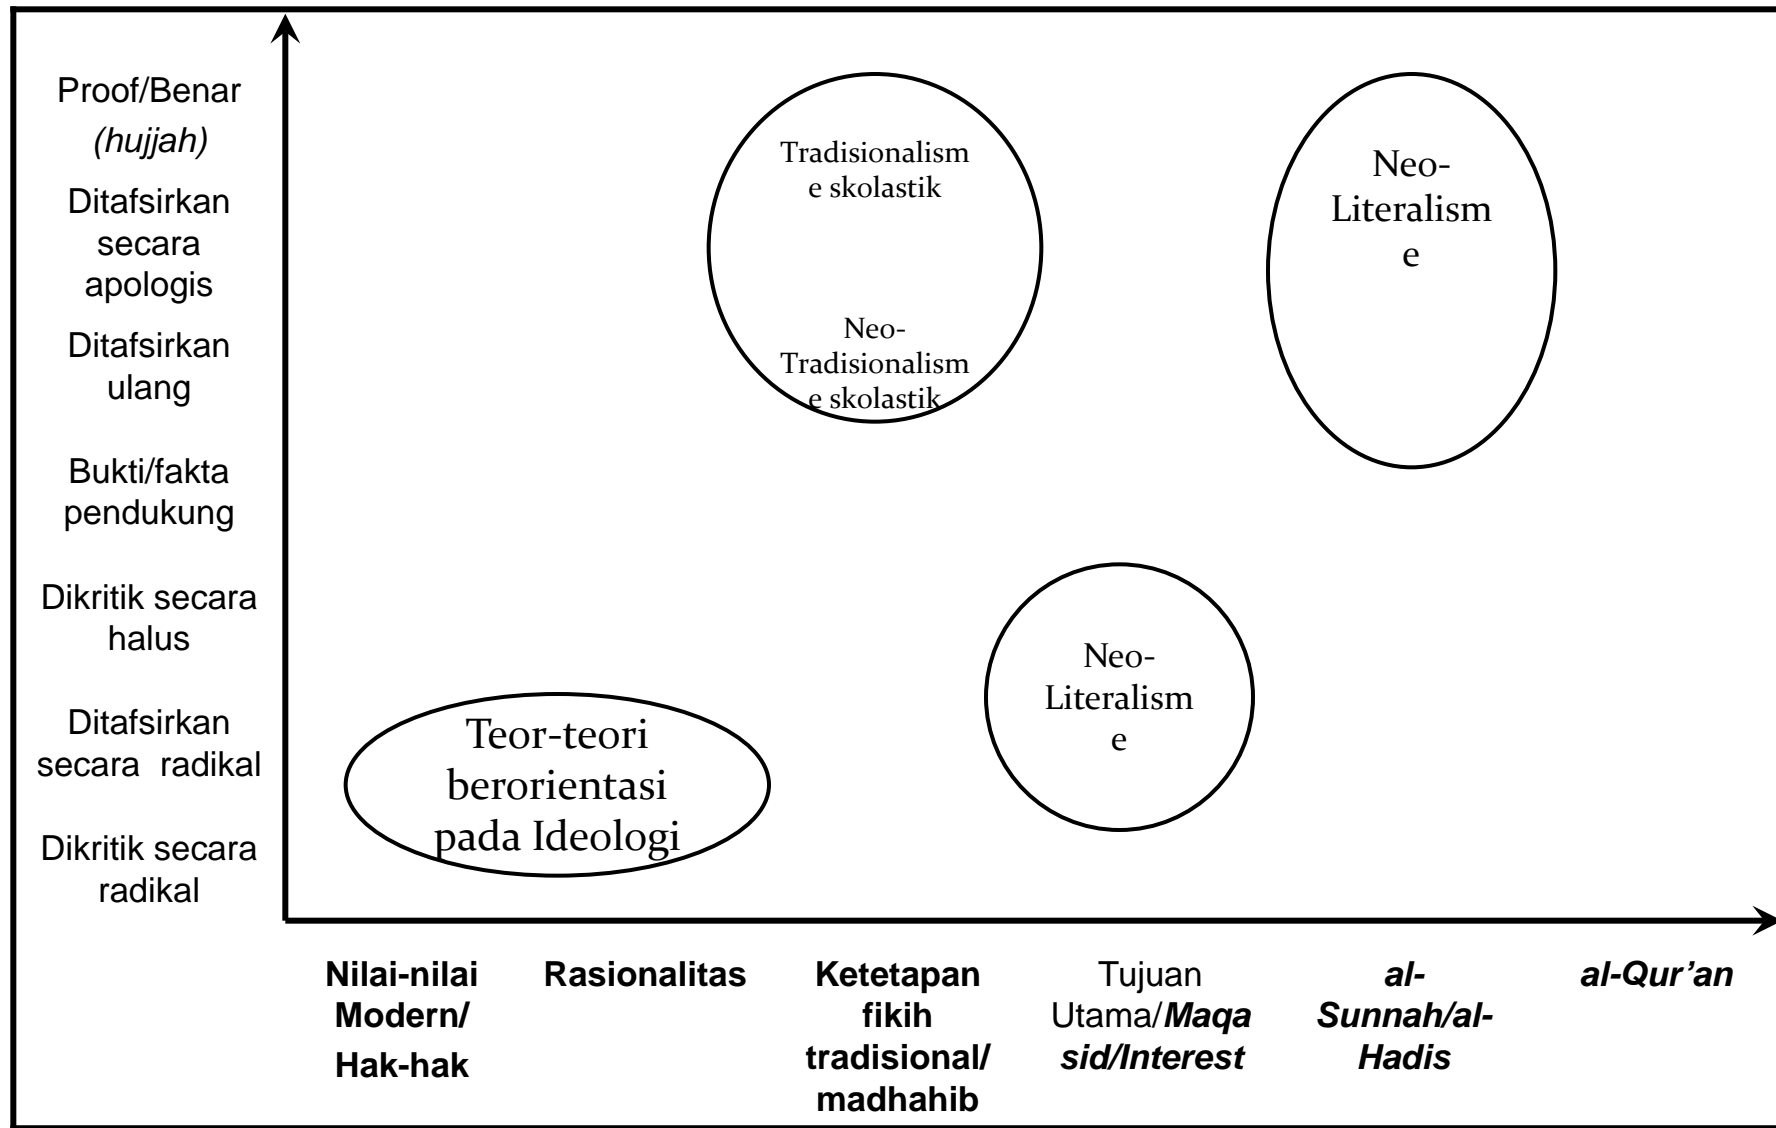 Proof/Benar
(hujjah)
Ditafsirkan
secara
apologis
Ditafsirkan
ulang
Bukti/fakta
pendukung
Dikritik secara
halus
Ditafsirkan
secara  radikal
Dikritik secara
radikal
Tradisionalism
e skolastik
Neo-
Tradisionalism
e skolastik
Neo-
Literalism
e
Neo-
Literalism
e
Teor-teori
berorientasi
pada Ideologi
Nilai-nilai
Modern/
Hak-hak
Rasionalitas
Ketetapan
fikih
tradisional/
madhahib
Tujuan
Utama/Maqa
sid/Interest
al-
Sunnah/al-
Hadis
al-Qur’an